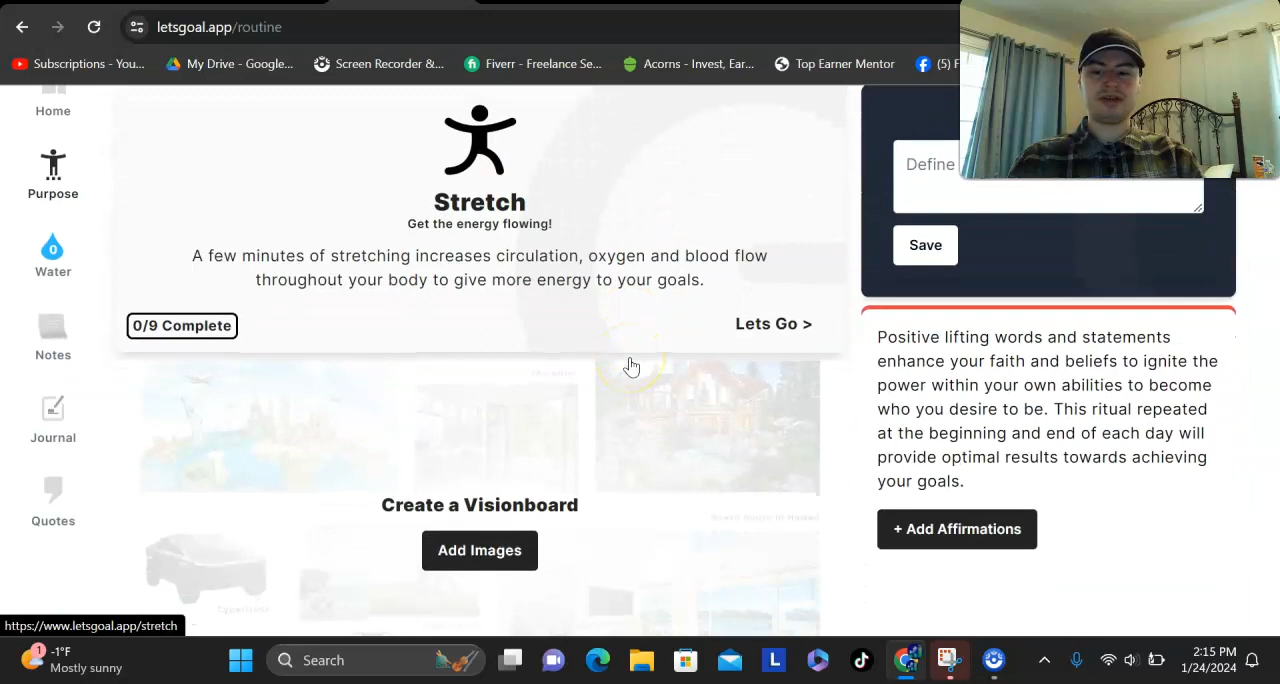 letsgoal.app/routine
Subscriptions - You...
My Drive - Google...
Screen Recorder &...
Fiverr - Freelance Se...
Acorns - Invest, Ear...
Top Earner Mentor
(5) F
Home
Purpose
0
Water
Notes
Journal
Quotes
Stretch
Get the energy flowing!
A few minutes of stretching increases circulation, oxygen and blood flow
throughout your body to give more energy to your goals.
0/9 Complete
Lets Go >
Create a Visionboard
Add Images
Define
Save
Positive lifting words and statements
enhance your faith and beliefs to ignite the
power within your own abilities to become
who you desire to be. This ritual repeated
at the beginning and end of each day will
provide optimal results towards achieving
your goals.
+ Add Affirmations
https://www.letsgoal.app/stretch
1
-1°F
Mostly sunny
Search
L
2:15 PM
1/24/2024